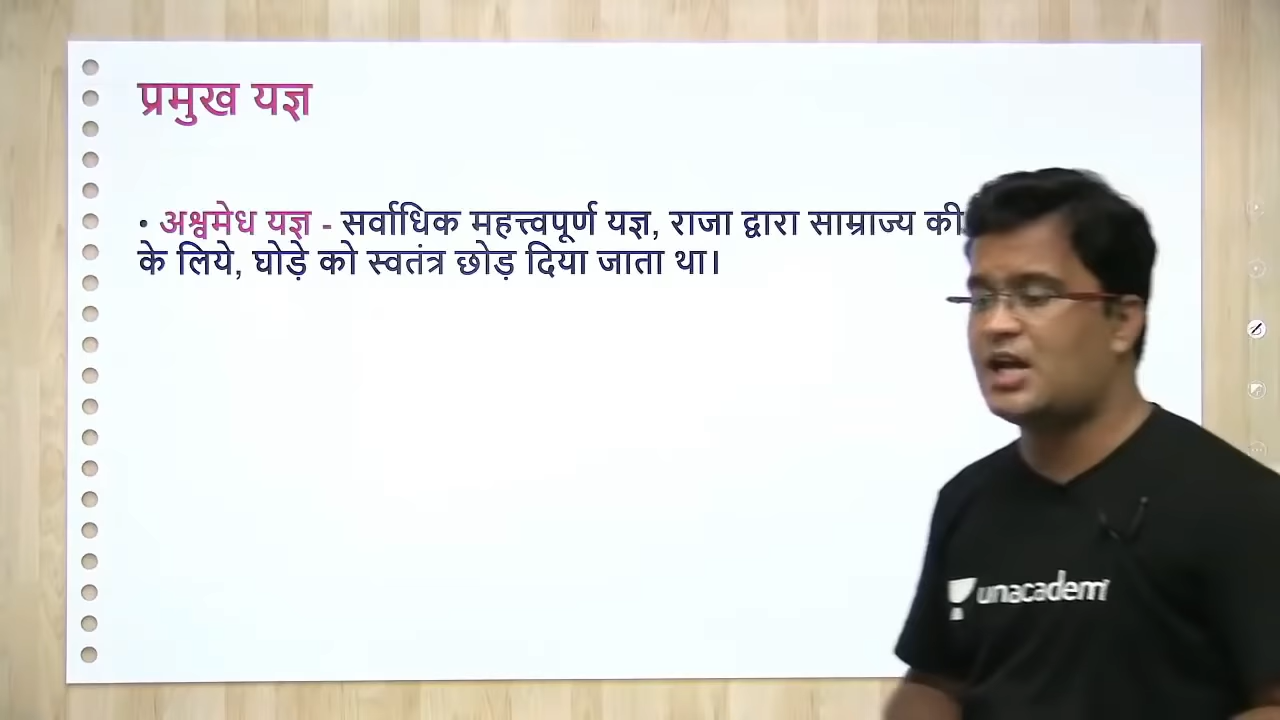 प्रमुख यज्ञ
• अश्वमेध यज्ञ - सर्वाधिक महत्त्वपूर्ण यज्ञ, राजा द्वारा साम्राज्य की
के लिये, घोड़े को स्वतंत्र छोड़ दिया जाता था।
unacadem